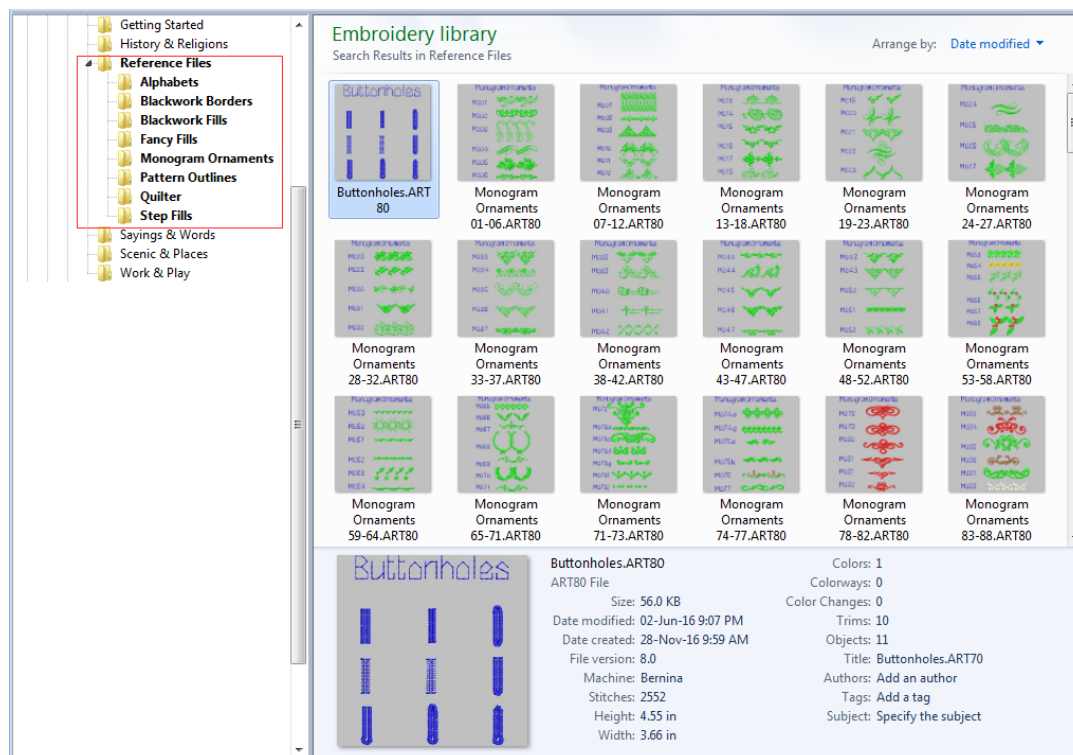 Getting Started
History & Religions
Reference Files
Alphabets
Blackwork Borders
Blackwork Fills
Fancy Fills
Monogram Ornaments
Pattern Outlines
Quilter
Step Fills
Sayings & Words
Scenic & Places
Work & Play
Embroidery library
Search Results in Reference Files
Arrange by: Date modified
Buttonholes
Buttonholes.ART
80
Monogram
Ornaments
01-06.ART80
Monogram
Ornaments
07-12.ART80
Monogram
Ornaments
13-18.ART80
Monogram
Ornaments
19-23.ART80
Monogram
Ornaments
24-27.ART80
Monogram
Ornaments
28-32.ART80
Monogram
Ornaments
33-37.ART80
Monogram
Ornaments
38-42.ART80
Monogram
Ornaments
43-47.ART80
Monogram
Ornaments
48-52.ART80
Monogram
Ornaments
53-58.ART80
Monogram
Ornaments
59-64.ART80
Monogram
Ornaments
65-71.ART80
Monogram
Ornaments
71-73.ART80
Monogram
Ornaments
74-77.ART80
Monogram
Ornaments
78-82.ART80
Monogram
Ornaments
83-88.ART80
Buttonholes
Buttonholes.ART80
ART80 File
Size: 56.0 KB
Date modified: 02-Jun-16 9:07 PM
Date created: 28-Nov-16 9:59 AM
File version: 8.0
Machine: Bernina
Stitches: 2552
Height: 4.55 in
Width: 3.66 in
Colors: 1
Colorways: 0
Color Changes: 0
Trims: 10
Objects: 11
Title: Buttonholes.ART70
Authors: Add an author
Tags: Add a tag
Subject: Specify the subject